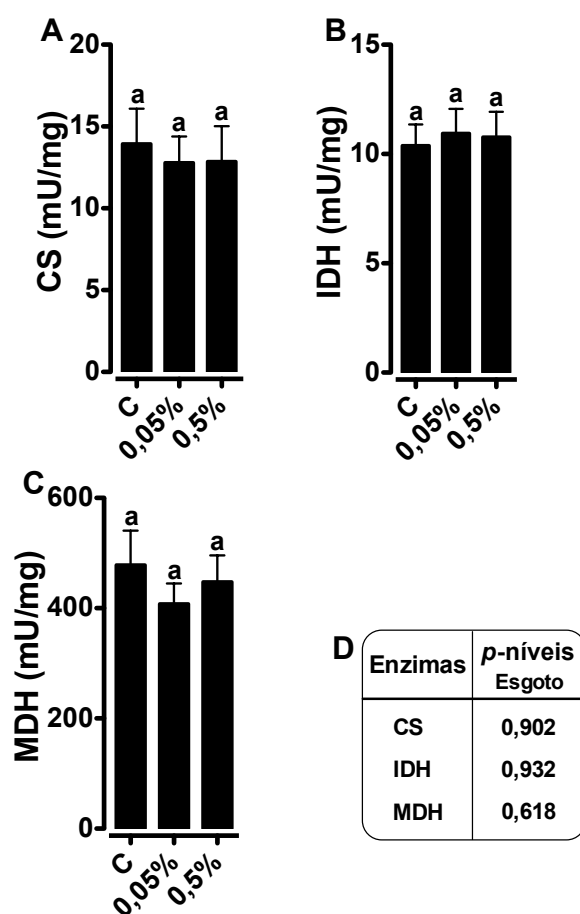 A
CS (mU/mg)
20
15
10
5
0
a
a
a
C
0,05%
0,5%
B
IDH (mU/mg)
15
10
5
0
a
a
a
C
0,05%
0,5%
C
MDH (mU/mg)
600
400
200
0
a
a
a
C
0,05%
0,5%
D
Enzimas
p-níveis
Esgoto
CS 0,902
IDH 0,932
MDH 0,618